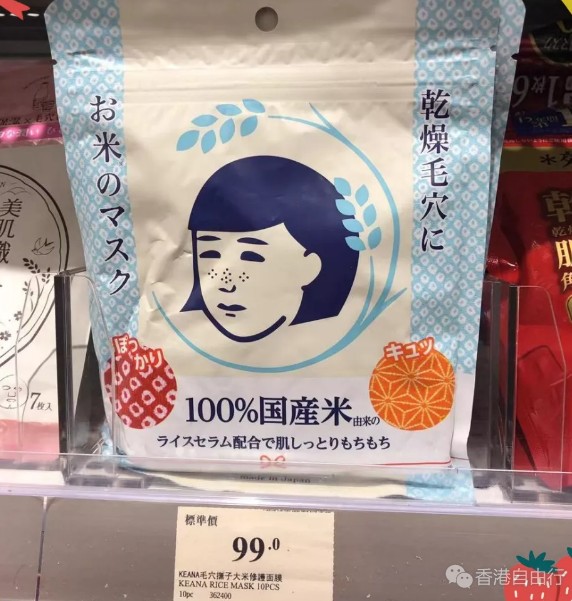 乾燥毛穴に
お米のマスク
ぽっかり
キュッ
100%国産米由来の
ライスセラム配合で肌しっとりもちもち
made in Japan
7枚入
標準價
99.0
KEANA毛穴撫子大米修護面膜
KEANA RICE MASK 10PCS
10pc 362400
香港自由行